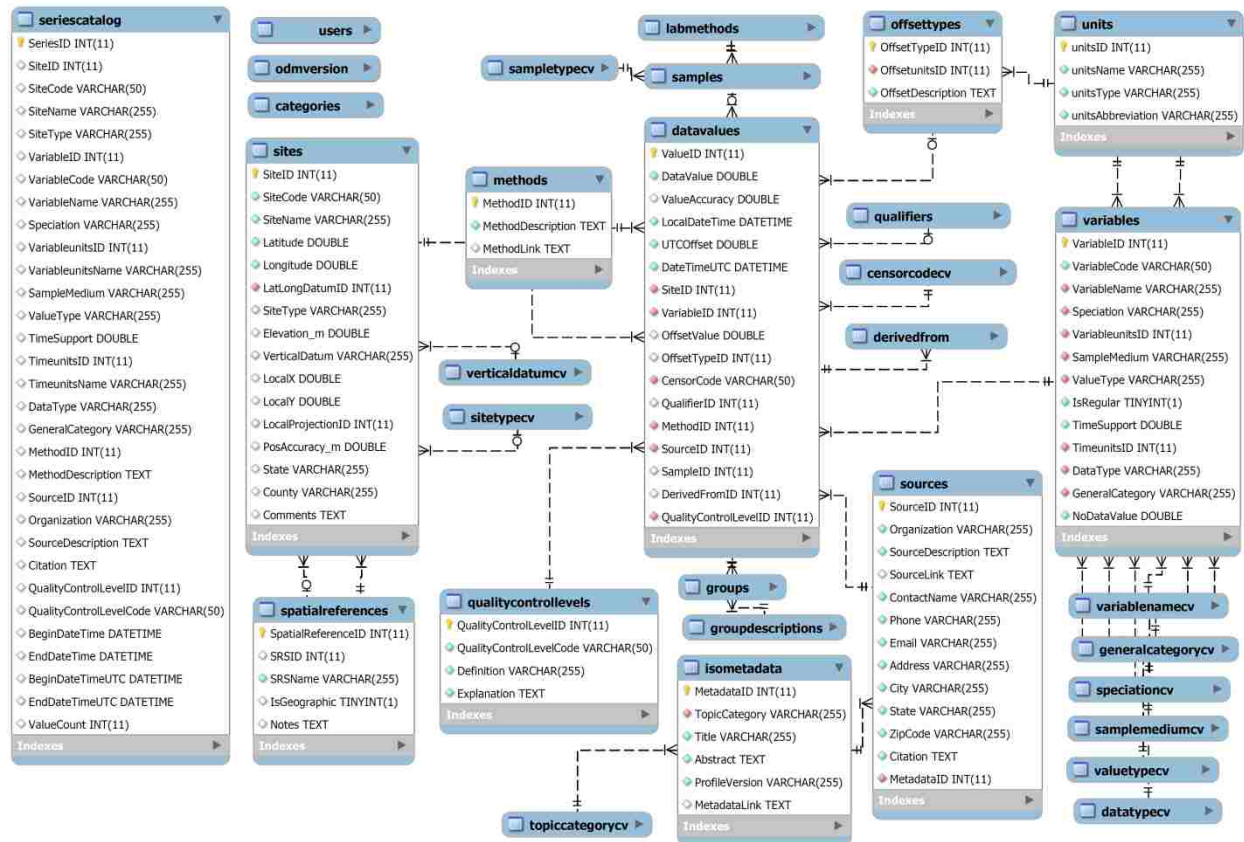 seriescatalog
SeriesID INT(11)
SiteID INT(11)
SiteCode VARCHAR(50)
SiteName VARCHAR(255)
SiteType VARCHAR(255)
VariableID INT(11)
VariableCode VARCHAR(50)
VariableName VARCHAR(255)
Speciation VARCHAR(255)
VariableunitsID INT(11)
VariableunitsName VARCHAR(255)
SampleMedium VARCHAR(255)
ValueType VARCHAR(255)
TimeSupport DOUBLE
TimeunitsID INT(11)
TimeunitsName VARCHAR(255)
DataType VARCHAR(255)
GeneralCategory VARCHAR(255)
MethodID INT(11)
MethodDescription TEXT
SourceID INT(11)
Organization VARCHAR(255)
SourceDescription TEXT
Citation TEXT
QualityControlLevelID INT(11)
QualityControlLevelCode VARCHAR(50)
BeginDateTime DATETIME
EndDateTime DATETIME
BeginDateTimeUTC DATETIME
EndDateTimeUTC DATETIME
ValueCount INT(11)
Indexes
users
odmversion
categories
sites
SiteID INT(11)
SiteCode VARCHAR(50)
SiteName VARCHAR(255)
Latitude DOUBLE
Longitude DOUBLE
LatLongDatumID INT(11)
SiteType VARCHAR(255)
Elevation_m DOUBLE
VerticalDatum VARCHAR(255)
LocalX DOUBLE
LocalY DOUBLE
LocalProjectionID INT(11)
PosAccuracy_m DOUBLE
State VARCHAR(255)
County VARCHAR(255)
Comments TEXT
Indexes
spatialreferences
SpatialReferenceID INT(11)
SRSID INT(11)
SRSName VARCHAR(255)
IsGeographic TINYINT(1)
Notes TEXT
Indexes
methods
MethodID INT(11)
MethodDescription TEXT
MethodLink TEXT
Indexes
verticaldatumcv
sitetypecv
qualitycontrollevels
QualityControlLevelID INT(11)
QualityControlLevelCode VARCHAR(50)
Definition VARCHAR(255)
Explanation TEXT
Indexes
topiccategorycv
labmethods
sampletypecv
samples
datavalues
ValueID INT(11)
DataValue DOUBLE
ValueAccuracy DOUBLE
LocalDateTime DATETIME
UTCOffset DOUBLE
DateTimeUTC DATETIME
SiteID INT(11)
VariableID INT(11)
OffsetValue DOUBLE
OffsetTypeID INT(11)
CensorCode VARCHAR(50)
QualifierID INT(11)
MethodID INT(11)
SourceID INT(11)
SampleID INT(11)
DerivedFromID INT(11)
QualityControlLevelID INT(11)
Indexes
groups
groupdescriptions
isometadata
MetadataID INT(11)
TopicCategory VARCHAR(255)
Title VARCHAR(255)
Abstract TEXT
ProfileVersion VARCHAR(255)
MetadataLink TEXT
Indexes
offsettypes
OffsetTypeID INT(11)
OffsetunitsID INT(11)
OffsetDescription TEXT
Indexes
qualifiers
censorcodecv
derivedfrom
sources
SourceID INT(11)
Organization VARCHAR(255)
SourceDescription TEXT
SourceLink TEXT
ContactName VARCHAR(255)
Phone VARCHAR(255)
Email VARCHAR(255)
Address VARCHAR(255)
City VARCHAR(255)
State VARCHAR(255)
ZipCode VARCHAR(255)
Citation TEXT
MetadataID INT(11)
Indexes
units
unitsID INT(11)
unitsName VARCHAR(255)
unitsType VARCHAR(255)
unitsAbbreviation VARCHAR(255)
Indexes
variables
VariableID INT(11)
VariableCode VARCHAR(50)
VariableName VARCHAR(255)
Speciation VARCHAR(255)
VariableunitsID INT(11)
SampleMedium VARCHAR(255)
ValueType VARCHAR(255)
IsRegular TINYINT(1)
TimeSupport DOUBLE
TimeunitsID INT(11)
DataType VARCHAR(255)
GeneralCategory VARCHAR(255)
NoDataValue DOUBLE
Indexes
variablenamecv
generalcategorycv
speciationcv
samplemediumcv
valuetypecv
datatypecv